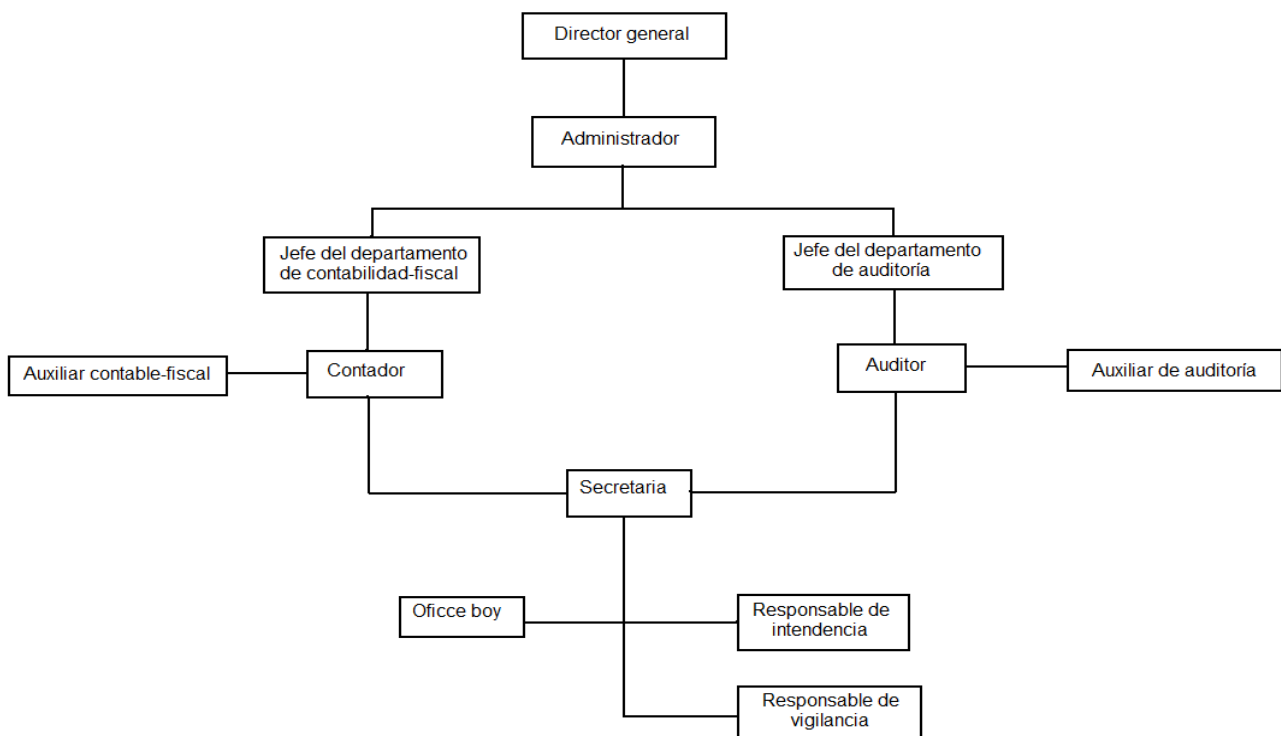 Director general
Administrador
Jefe del departamento
de contabilidad-fiscal
Jefe del departamento
de auditoría
Auxiliar contable-fiscal
Contador
Auditor
Auxiliar de auditoría
Secretaria
Oficce boy
Responsable de
intendencia
Responsable de
vigilancia